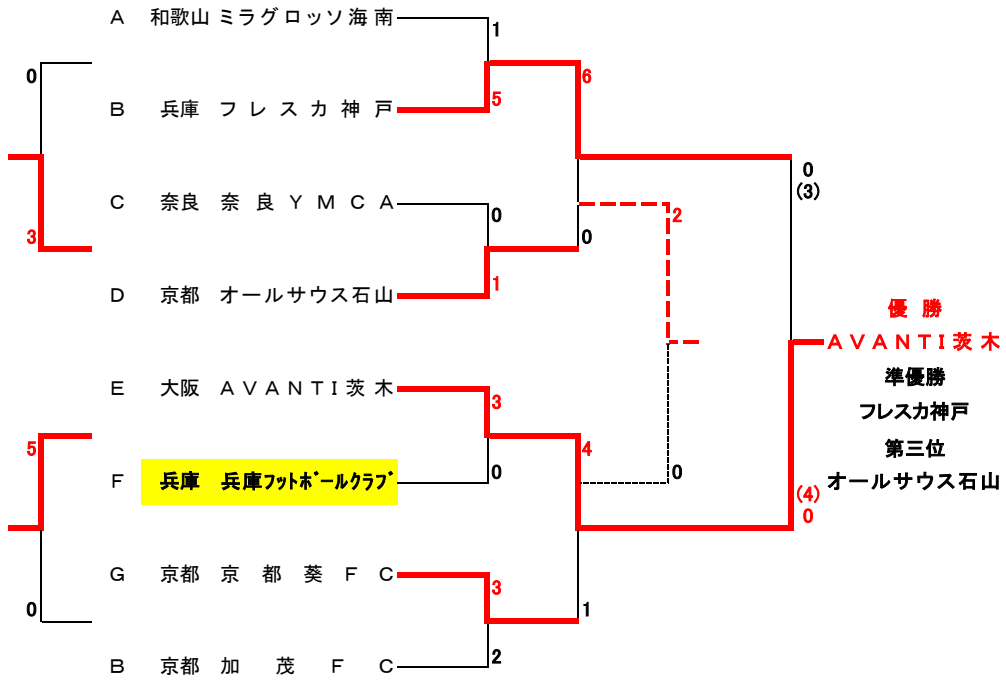 A 和歌山 ミラグロッソ海南
1
0
6
B 兵庫 フレスカ神戸
5
0
(3)
C 奈良 奈良YMCA
0
2
3
0
D 京都 オールサウス石山
1
優勝
AVANTI茨木
準優勝
E 大阪 AVANTI茨木
3
フレスカ神戸
5
4
第三位
F 兵庫 兵庫フットボールクラブ
0
0
オールサウス石山
(4)
0
G 京都 京都葵FC
3
0
1
B 京都 加茂FC
2